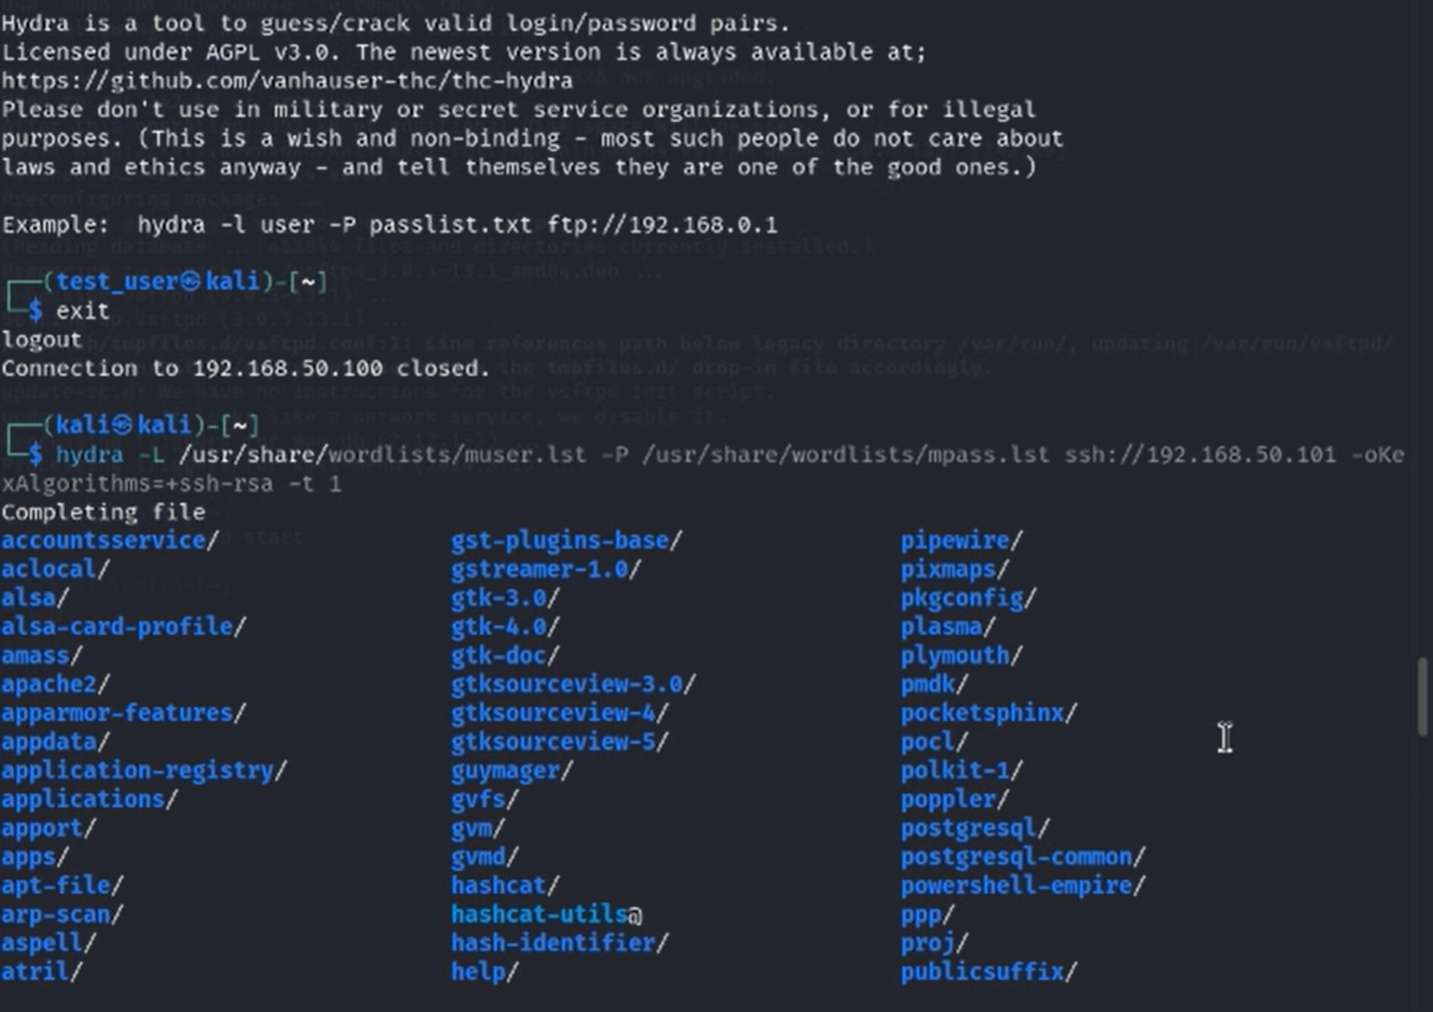 Hydra is a tool to guess/crack valid login/password pairs.
Licensed under AGPL v3.0. The newest version is always available at;
https://github.com/vanhauser-thc/thc-hydra
Please don't use in military or secret service organizations, or for illegal
purposes. (This is a wish and non-binding - most such people do not care about
laws and ethics anyway - and tell themselves they are one of the good ones.)
Example:  hydra -l user -P passlist.txt ftp://192.168.0.1
┌──(test_user㉿kali)-[~]
└─$ exit
logout
Connection to 192.168.50.100 closed.
┌──(kali㉿kali)-[~]
└─$ hydra -L /usr/share/wordlists/muser.lst -P /usr/share/wordlists/mpass.lst ssh://192.168.50.101 -oKe
xAlgorithms=+ssh-rsa -t 1
Completing file
accountsservice/ gst-plugins-base/ pipewire/
aclocal/ gstreamer-1.0/ pixmaps/
alsa/ gtk-3.0/ pkgconfig/
alsa-card-profile/ gtk-4.0/ plasma/
amass/ gtk-doc/ plymouth/
apache2/ gtksourceview-3.0/ pmdk/
apparmor-features/ gtksourceview-4/ pocketsphinx/
appdata/ gtksourceview-5/ pocl/
application-registry/ guymager/ polkit-1/
applications/ gvfs/ poppler/
apport/ gvm/ postgresql/
apps/ gvmd/ postgresql-common/
apt-file/ hashcat/ powershell-empire/
arp-scan/ hashcat-utils@ ppp/
aspell/ hash-identifier/ proj/
atril/ help/ publicsuffix/